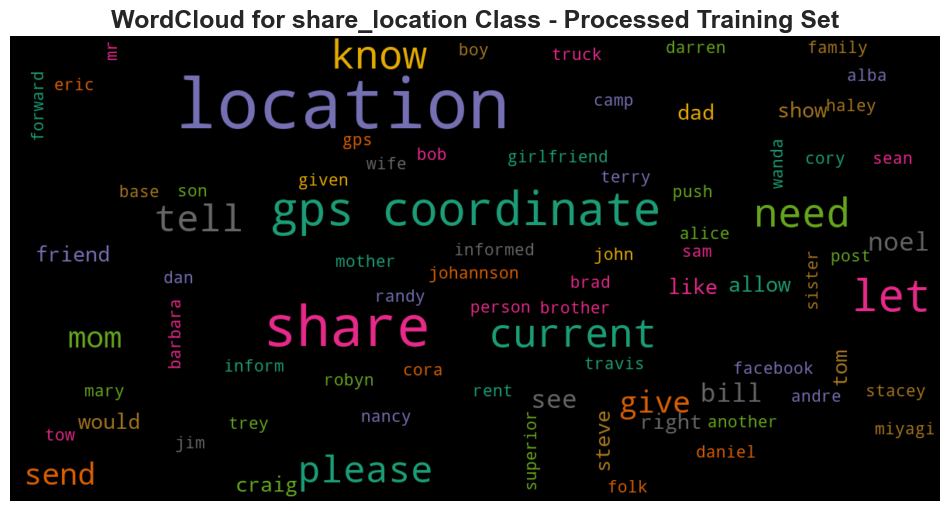 WordCloud for share_location Class - Processed Training Set
mr
know
boy
truck
darren
family
forward
eric
location
camp
dad
alba
show
haley
gps
bob
wife
girlfriend
terry
wanda
cory
sean
base
son
given
push
tell
gps coordinate
need
friend
informed
john
alice
sam
noel
post
mother
johannson
dan
brad
like
allow
sister
let
barbara
randy
person
brother
share
current
mom
inform
cora
travis
facebook
tom
robyn
rent
mary
see
give
bill
andre
stacey
would
trey
nancy
right
another
miyagi
tow
jim
superior
steve
daniel
send
please
craig
folk